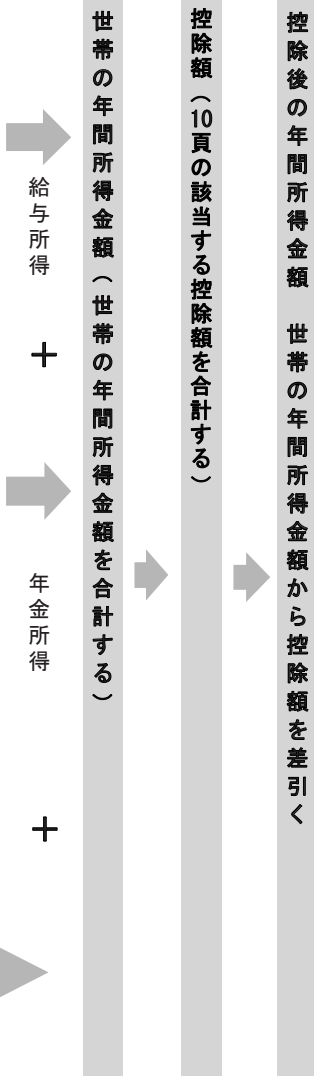 給与所得
＋
年金所得
＋
世帯の年間所得金額（世帯の年間所得金額を合計する）
控除額（10頁の該当する控除額を合計する）
控除後の年間所得金額　世帯の年間所得金額から控除額を差引く